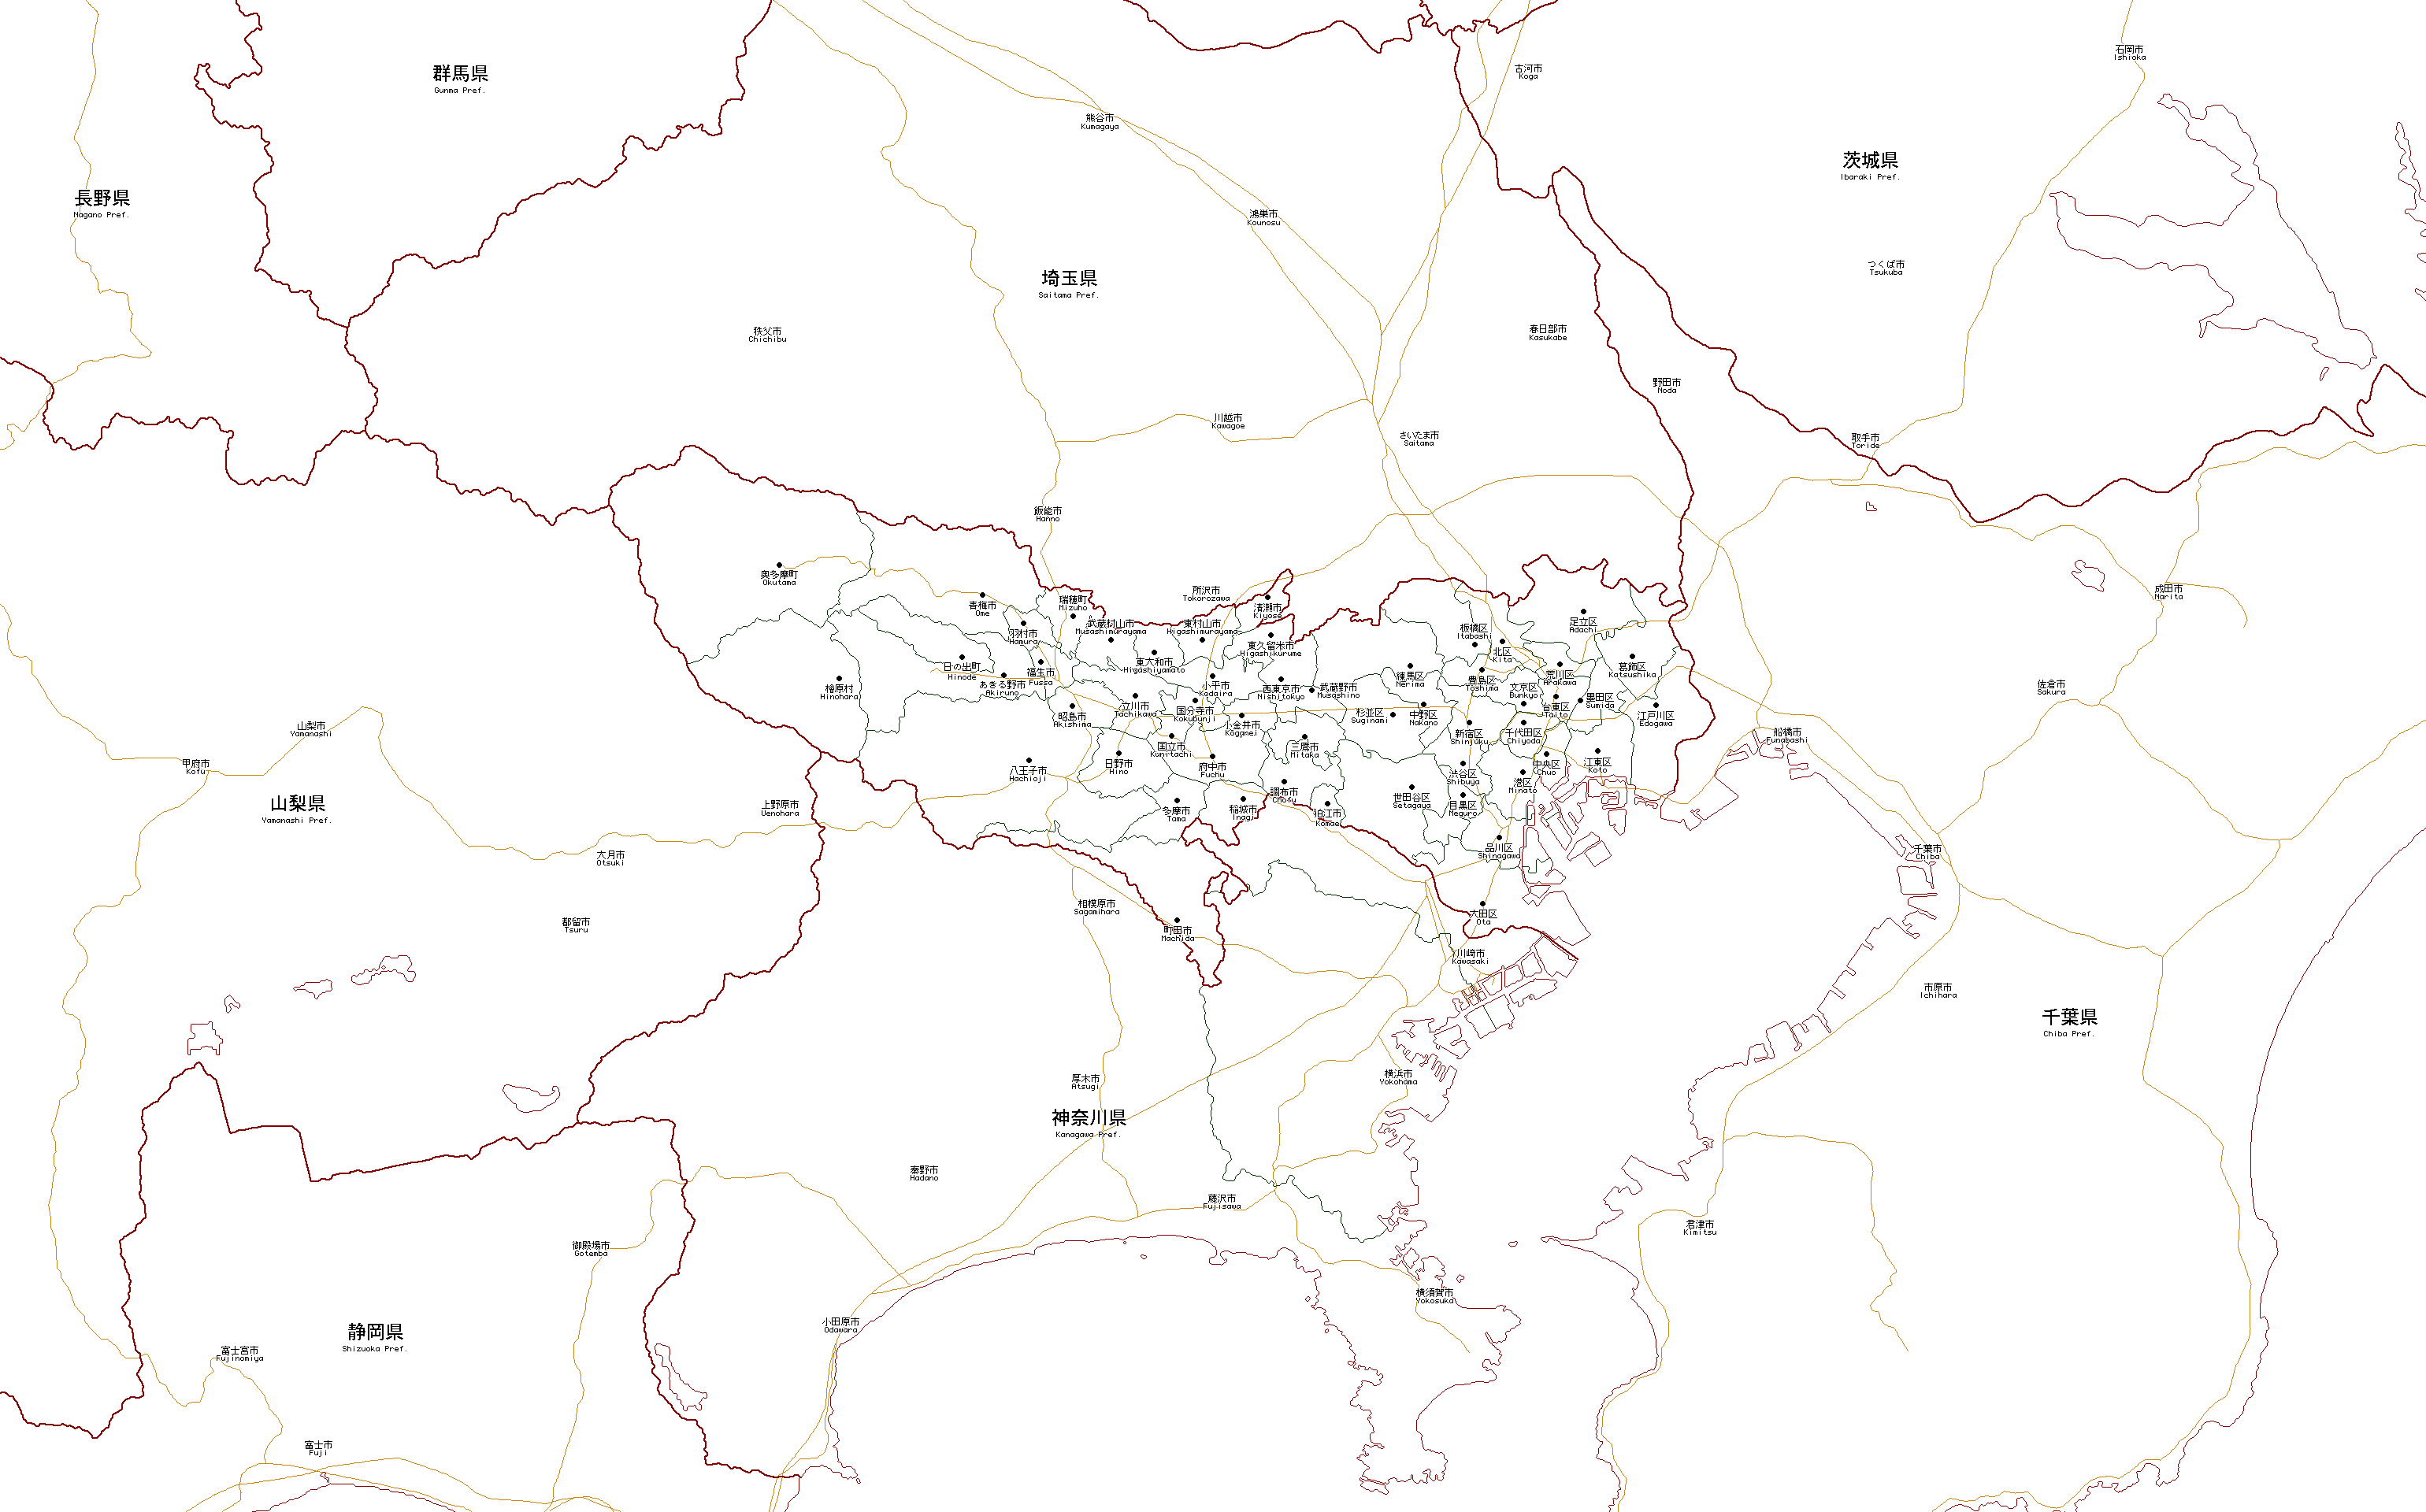 石岡市
Ishioka
群馬県
Gunma Pref.
古河市
Koga
熊谷市
Kumagaya
茨城県
Ibaraki Pref.
長野県
Nagano Pref.
鴻巣市
Kounosu
つくば市
Tsukuba
埼玉県
Saitama Pref.
秩父市
Chichibu
春日部市
Kasukabe
野田市
Noda
川越市
Kawagoe
さいたま市
Saitama
取手市
Toride
飯能市
Hanno
奥多摩町
Okutama
所沢市
Tokorozawa
成田市
Narita
青梅市
Ome
瑞穂町
Mizuho
清瀬市
Kiyose
足立区
Adachi
羽村市
Hamura
武蔵村山市
Musashimurayama
東村山市
Higashimurayama
板橋区
Itabashi
東久留米市
Higashikurume
北区
Kita
日の出町
Hinode
福生市
Fussa
東大和市
Higashiyamato
葛飾区
Katsushika
檜原村
Hinohara
あきる野市
Akiruno
小平市
Kodaira
西東京市
Nishitokyo
武蔵野市
Musashino
練馬区
Nerima
豊島区
Toshima
文京区
Bunkyo
荒川区
Arakawa
佐倉市
Sakura
墨田区
Sumida
立川市
Tachikawa
国分寺市
Kokubunji
台東区
Taito
昭島市
Akishima
小金井市
Koganei
杉並区
Suginami
中野区
Nakano
江戸川区
Edogawa
山梨市
Yamanashi
新宿区
Shinjuku
千代田区
Chiyoda
船橋市
Funabashi
国立市
Kunitachi
三鷹市
Mitaka
甲府市
Kofu
八王子市
Hachioji
日野市
Hino
府中市
Fuchu
渋谷区
Shibuya
中央区
Chuo
江東区
Koto
港区
Minato
山梨県
Yamanashi Pref.
上野原市
Uenohara
多摩市
Tama
稲城市
Inagi
調布市
Chofu
狛江市
Komae
世田谷区
Setagaya
目黒区
Meguro
大月市
Otsuki
品川区
Shinagawa
千葉市
Chiba
都留市
Tsuru
相模原市
Sagamihara
町田市
Machida
大田区
Ota
川崎市
Kawasaki
市原市
Ichihara
千葉県
Chiba Pref.
厚木市
Atsugi
横浜市
Yokohama
神奈川県
Kanagawa Pref.
秦野市
Hadano
藤沢市
Fujisawa
君津市
Kimitsu
御殿場市
Gotemba
横須賀市
Yokosuka
小田原市
Odawara
静岡県
Shizuoka Pref.
富士宮市
Fujinomiya
富士市
Fuji